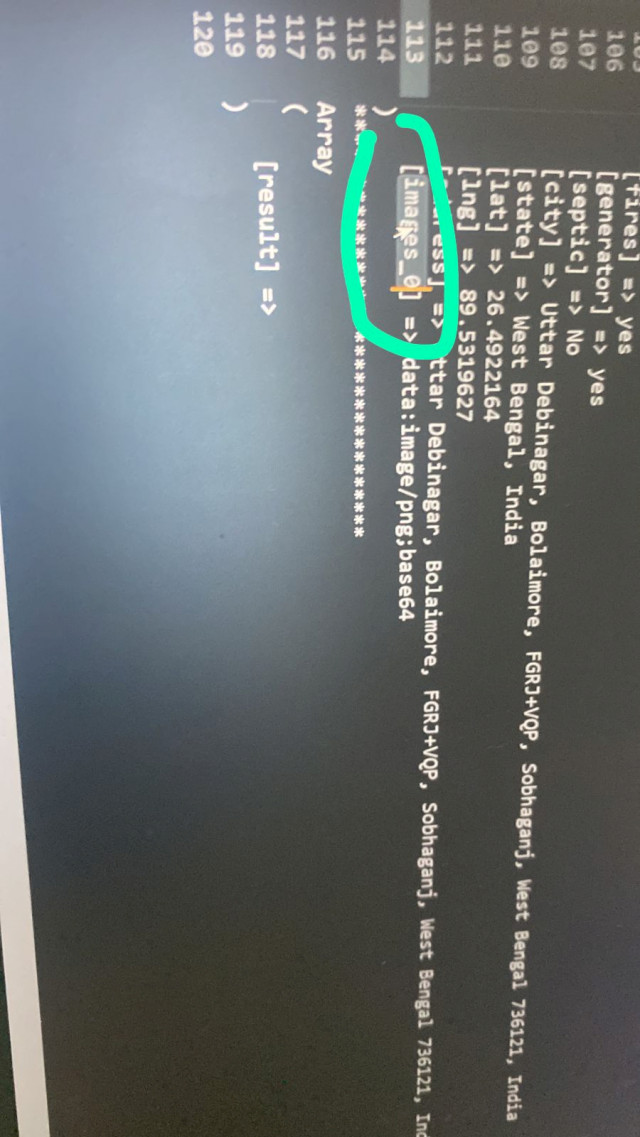 106 [fires] => yes
107 [generator] => yes
108 [septic] => No
109 [city] => Uttar Debinagar, Bolaimore, FGRJ+VQP, Sobhaganj, West Bengal 736121, India
110 [state] => West Bengal, India
111 [lat] => 26.4922164
112 [lng] => 89.5319627
113 => Uttar Debinagar, Bolaimore, FGRJ+VQP, Sobhaganj, West Bengal 736121,
114 [images_0] => data:image/png;base64
115 )
116 Array
117 (
118 [result] =>
119 )
120